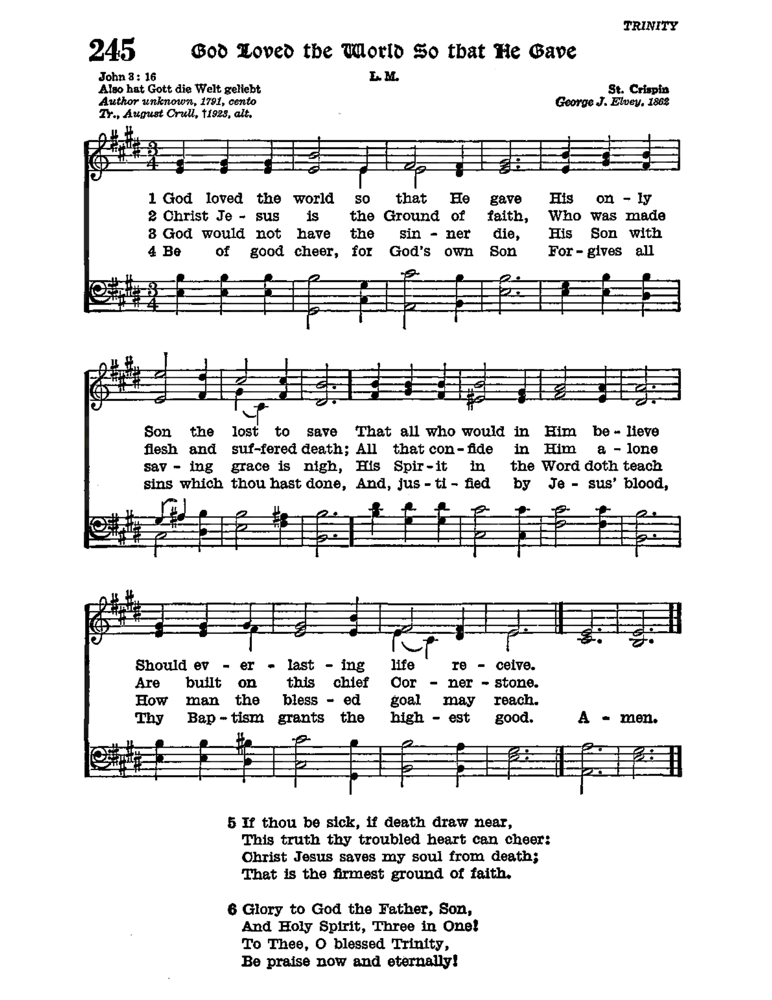 TRINITY
245 God Loved the World So that He Gave
John 3: 16
L. M.
Also hat Gott die Welt geliebt
St. Crispin
Author unknown, 1791, cento
George J. Elvey, 1862
Tr., August Crull, †1923, alt.
3
4
1 God loved the world so that He gave His on - ly
2 Christ Je - sus is the Ground of faith, Who was made
3 God would not have the sin - ner die, His Son with
4 Be of good cheer, for God's own Son For - gives all
3
4
Son the lost to save That all who would in Him be - lieve
flesh and suf-fered death; All that con - fide in Him a - lone
sav - ing grace is nigh, His Spir - it in the Word doth teach
sins which thou hast done, And, jus - ti - fied by Je - sus' blood,
Should ev - er - last - ing life re - ceive.
Are built on this chief Cor - ner - stone.
How man the bless - ed goal may reach.
Thy Bap - tism grants the high - est good. A - men.
5 If thou be sick, if death draw near,
This truth thy troubled heart can cheer:
Christ Jesus saves my soul from death;
That is the firmest ground of faith.
6 Glory to God the Father, Son,
And Holy Spirit, Three in One!
To Thee, O blessed Trinity,
Be praise now and eternally!